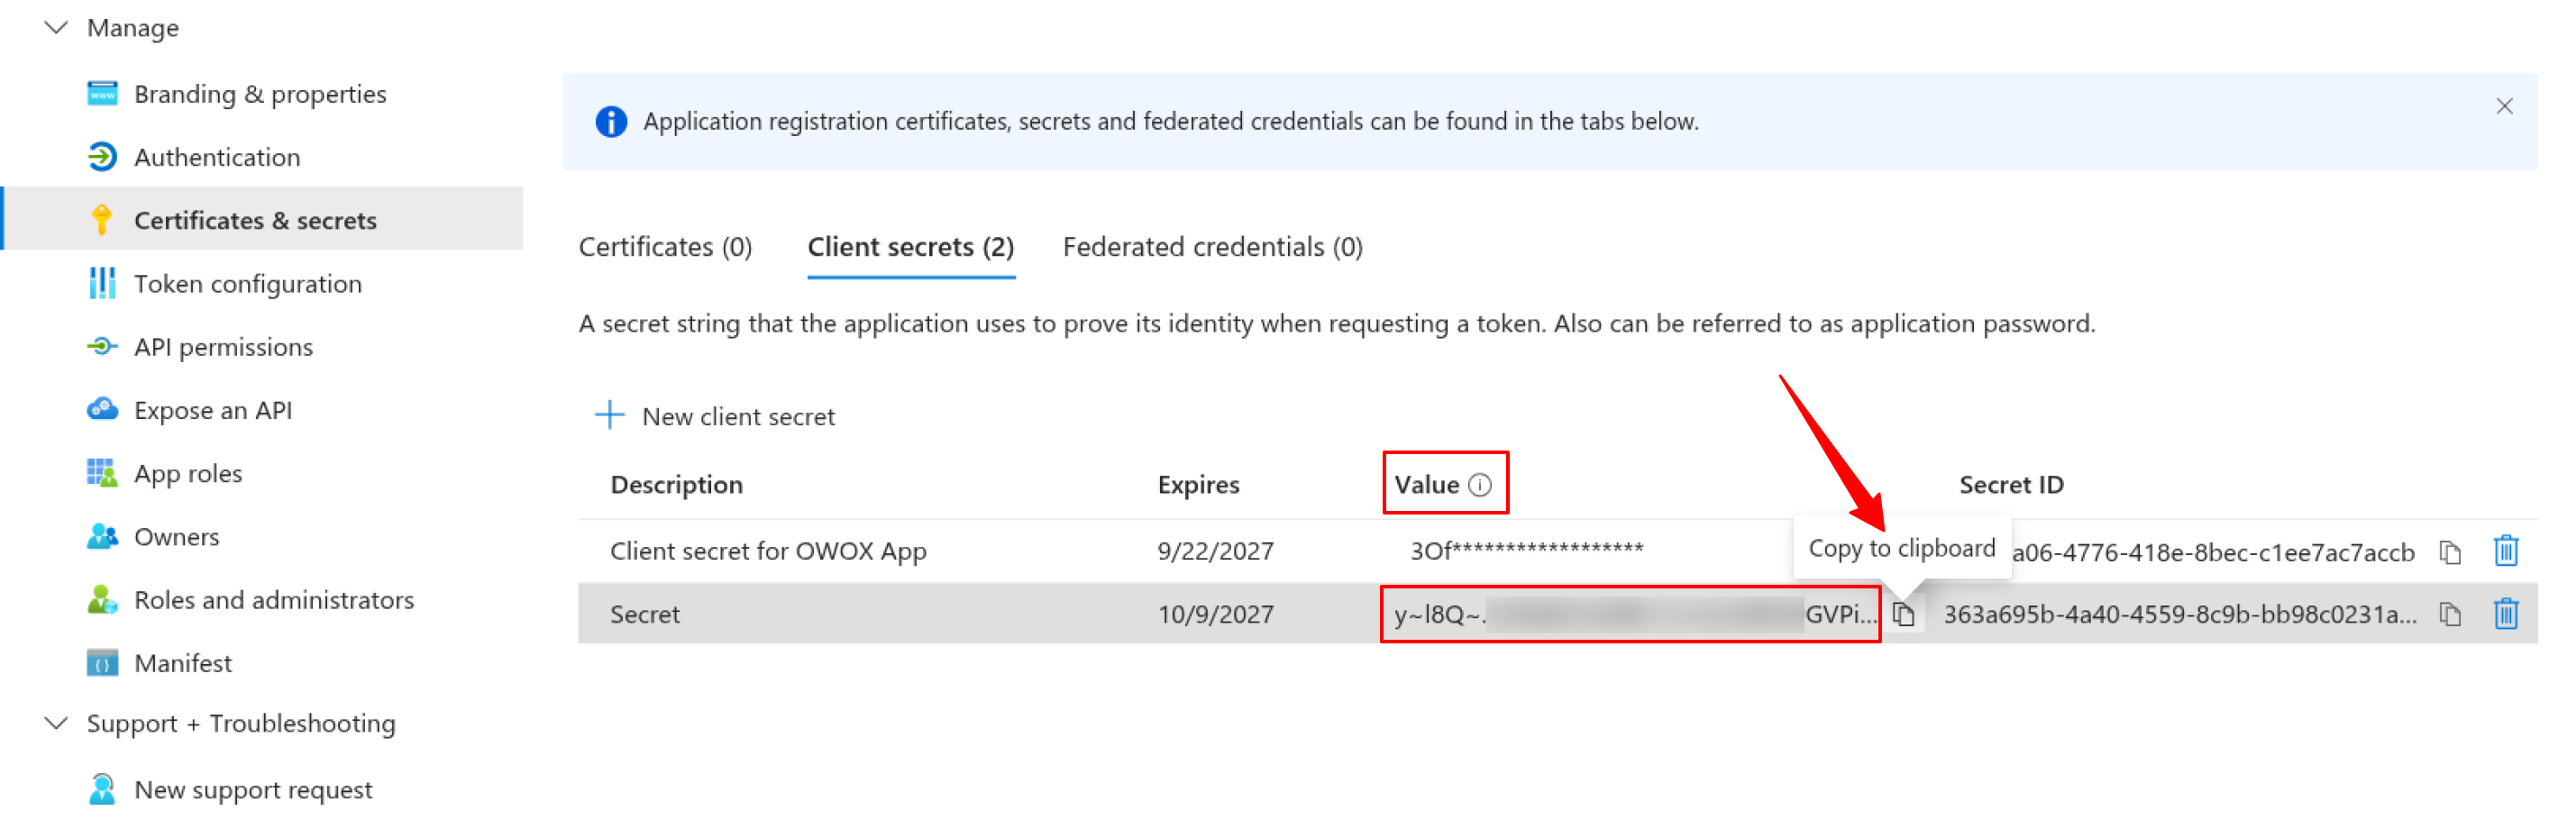 Manage
Branding & properties
Authentication
Certificates & secrets
Token configuration
API permissions
Expose an API
App roles
Owners
Roles and administrators
Manifest
Support + Troubleshooting
New support request
Application registration certificates, secrets and federated credentials can be found in the tabs below.
Certificates (0) Client secrets (2) Federated credentials (0)
A secret string that the application uses to prove its identity when requesting a token. Also can be referred to as application password.
New client secret
Description Expires Value Secret ID
Client secret for OWOX App 9/22/2027 3Of****************** Copy to clipboard a06-4776-418e-8bec-c1ee7ac7accb
Secret 10/9/2027 y~l8Q~. GVPi... 363a695b-4a40-4559-8c9b-bb98c0231a...